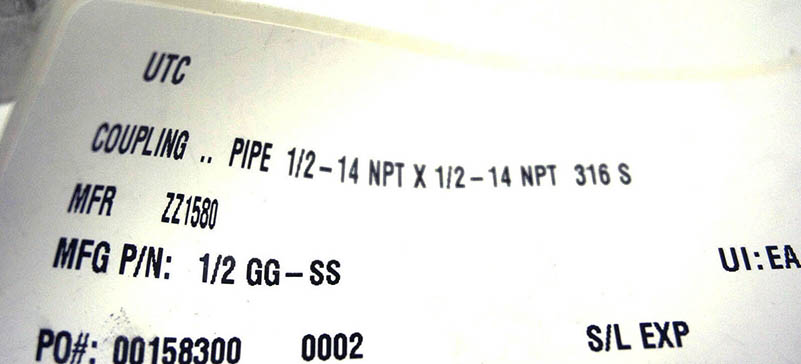 UTC
COUPLING .. PIPE 1/2-14 NPT X 1/2-14 NPT 316 S
MFR ZZ1580
MFG P/N: 1/2 GG-SS UI:EA
PO#: 00158300 0002 S/L EXP